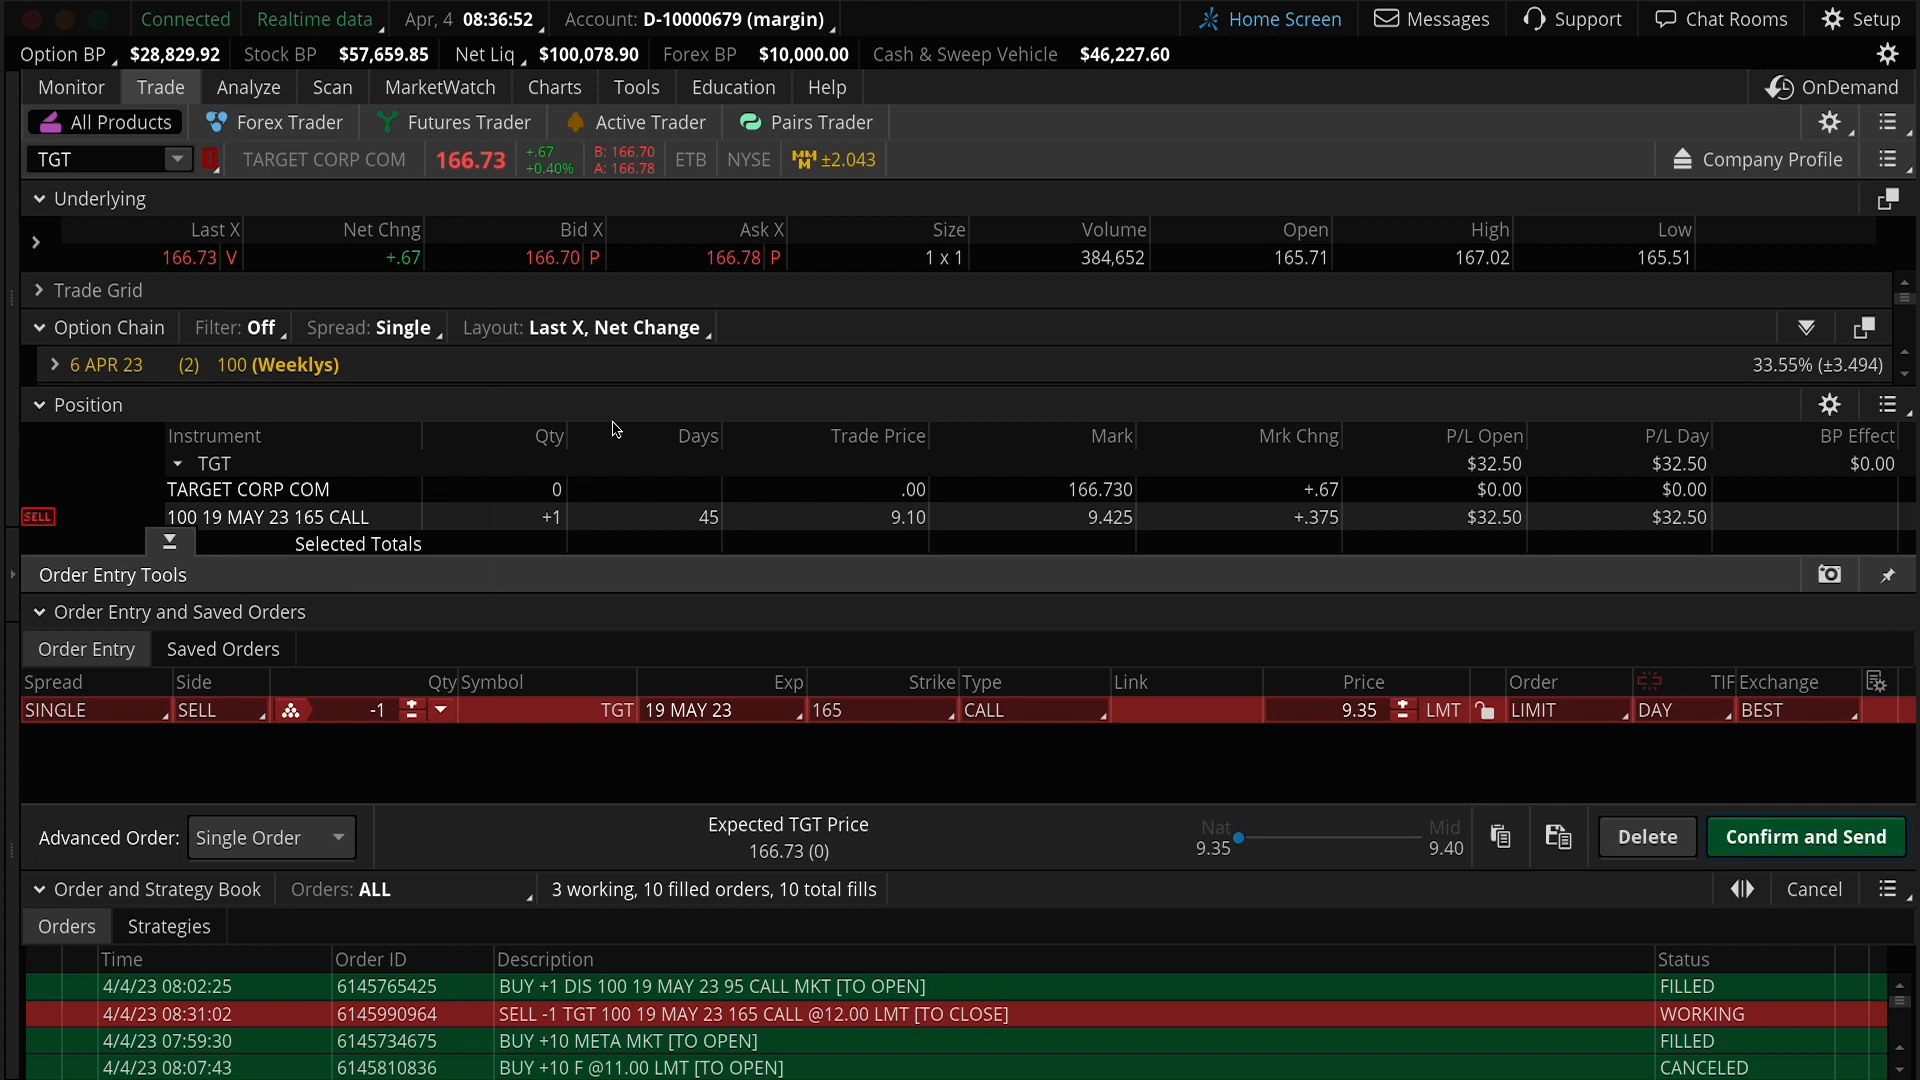 Connected Realtime data Apr, 4 08:36:52 Account: D-10000679 (margin) Home Screen Messages Support Chat Rooms Setup
Option BP $28,829.92 Stock BP $57,659.85 Net Liq $100,078.90 Forex BP $10,000.00 Cash & Sweep Vehicle $46,227.60
Monitor Trade Analyze Scan MarketWatch Charts Tools Education Help OnDemand
All Products Forex Trader Futures Trader Active Trader Pairs Trader
TGT 1 TARGET CORP COM 166.73 +.67 +0.40% B: 166.70 A: 166.78 ETB NYSE ±2.043 Company Profile
Underlying
Last X Net Chng Bid X Ask X Size Volume Open High Low
166.73 V +.67 166.70 P 166.78 P 1 x 1 384,652 165.71 167.02 165.51
Trade Grid
Option Chain Filter: Off Spread: Single Layout: Last X, Net Change
6 APR 23 (2) 100 (Weeklys) 33.55% (±3.494)
Position
Instrument Qty Days Trade Price Mark Mrk Chng P/L Open P/L Day BP Effect
TGT $32.50 $32.50 $0.00
TARGET CORP COM 0 .00 166.730 +.67 $0.00 $0.00
SELL 100 19 MAY 23 165 CALL +1 45 9.10 9.425 +.375 $32.50 $32.50
Selected Totals
Order Entry Tools
Order Entry and Saved Orders
Order Entry Saved Orders
Spread Side Qty Symbol Exp Strike Type Link Price Order TIF Exchange
SINGLE SELL -1 TGT 19 MAY 23 165 CALL 9.35 LMT LIMIT DAY BEST
Advanced Order: Single Order Expected TGT Price 166.73 (0) Nat 9.35 Mid 9.40 Delete Confirm and Send
Order and Strategy Book Orders: ALL 3 working, 10 filled orders, 10 total fills Cancel
Orders Strategies
Time Order ID Description Status
4/4/23 08:02:25 6145765425 BUY +1 DIS 100 19 MAY 23 95 CALL MKT [TO OPEN] FILLED
4/4/23 08:31:02 6145990964 SELL -1 TGT 100 19 MAY 23 165 CALL @12.00 LMT [TO CLOSE] WORKING
4/4/23 07:59:30 6145734675 BUY +10 META MKT [TO OPEN] FILLED
4/4/23 08:07:43 6145810836 BUY +10 F @11.00 LMT [TO OPEN] CANCELED